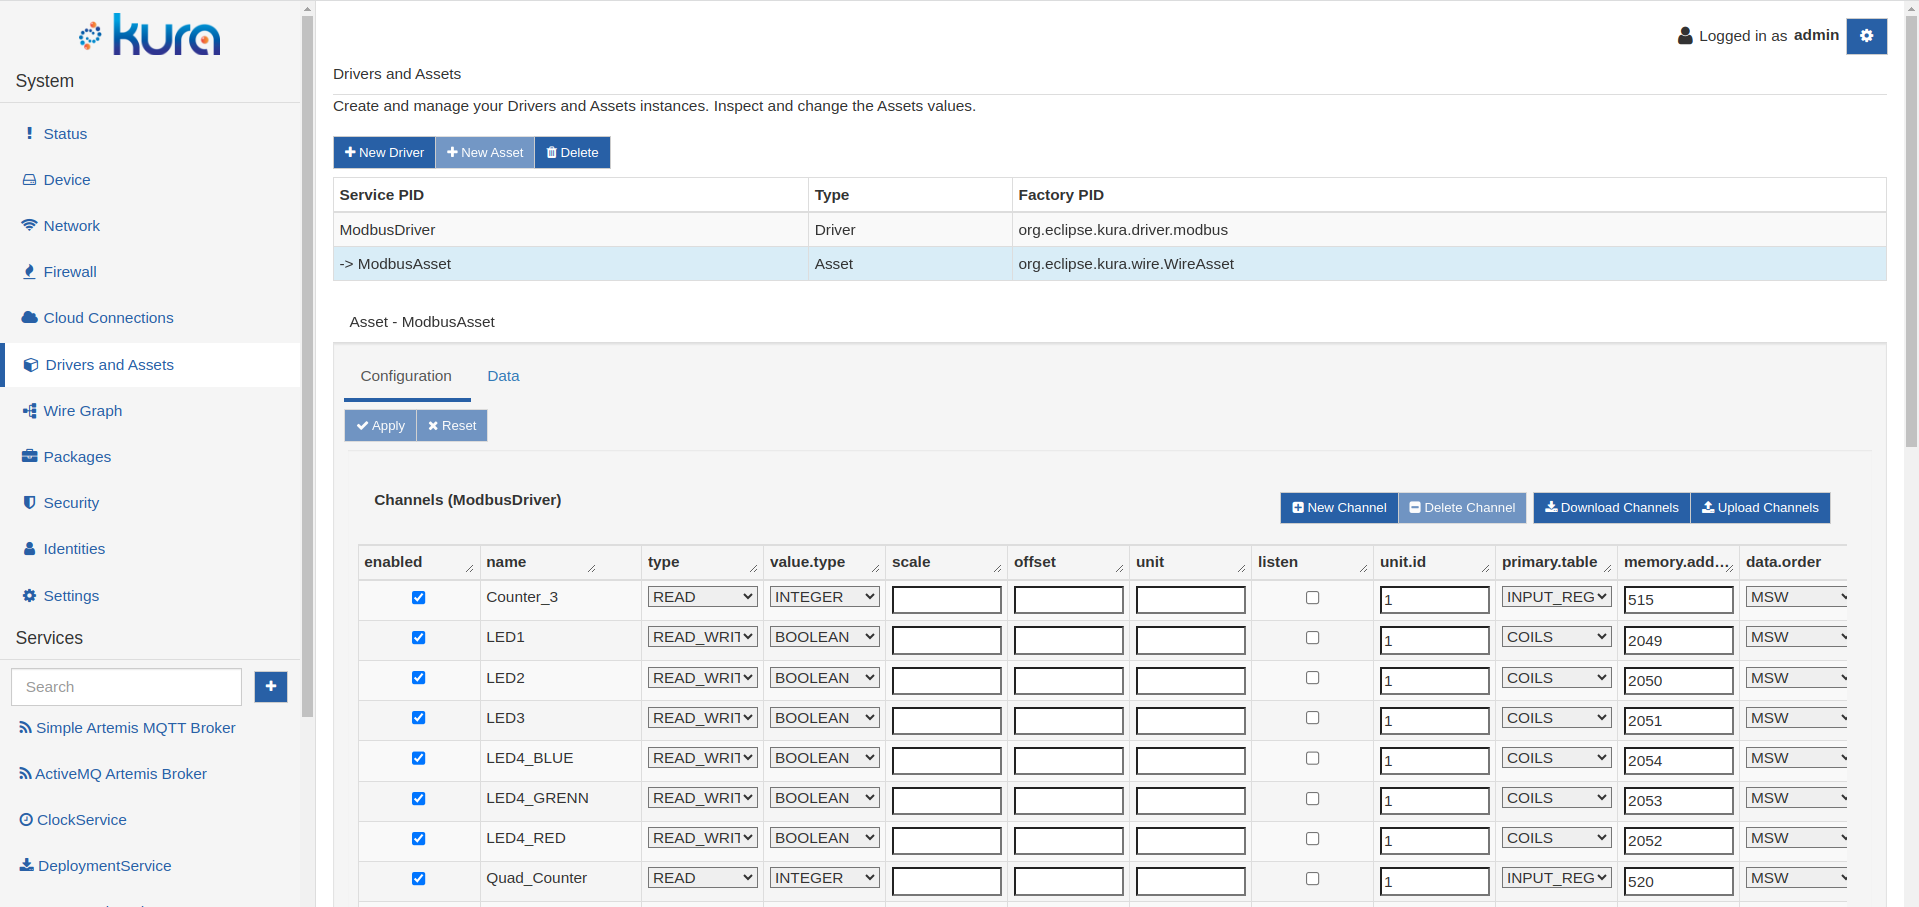 kura
System
Status
Device
Network
Firewall
Cloud Connections
Drivers and Assets
Wire Graph
Packages
Security
Identities
Settings
Services
Search
Simple Artemis MQTT Broker
ActiveMQ Artemis Broker
ClockService
DeploymentService
Logged in as admin
Drivers and Assets
Create and manage your Drivers and Assets instances. Inspect and change the Assets values.
New Driver New Asset Delete
Service PID Type Factory PID
ModbusDriver Driver org.eclipse.kura.driver.modbus
-> ModbusAsset Asset org.eclipse.kura.wire.WireAsset
Asset - ModbusAsset
Configuration Data
Apply Reset
Channels (ModbusDriver) New Channel Delete Channel Download Channels Upload Channels
enabled name type value.type scale offset unit listen unit.id primary.table memory.add... data.order
Counter_3 READ INTEGER 1 INPUT_REG 515 MSW
LED1 READ_WRIT BOOLEAN 1 COILS 2049 MSW
LED2 READ_WRIT BOOLEAN 1 COILS 2050 MSW
LED3 READ_WRIT BOOLEAN 1 COILS 2051 MSW
LED4_BLUE READ_WRIT BOOLEAN 1 COILS 2054 MSW
LED4_GRENN READ_WRIT BOOLEAN 1 COILS 2053 MSW
LED4_RED READ_WRIT BOOLEAN 1 COILS 2052 MSW
Quad_Counter READ INTEGER 1 INPUT_REG 520 MSW